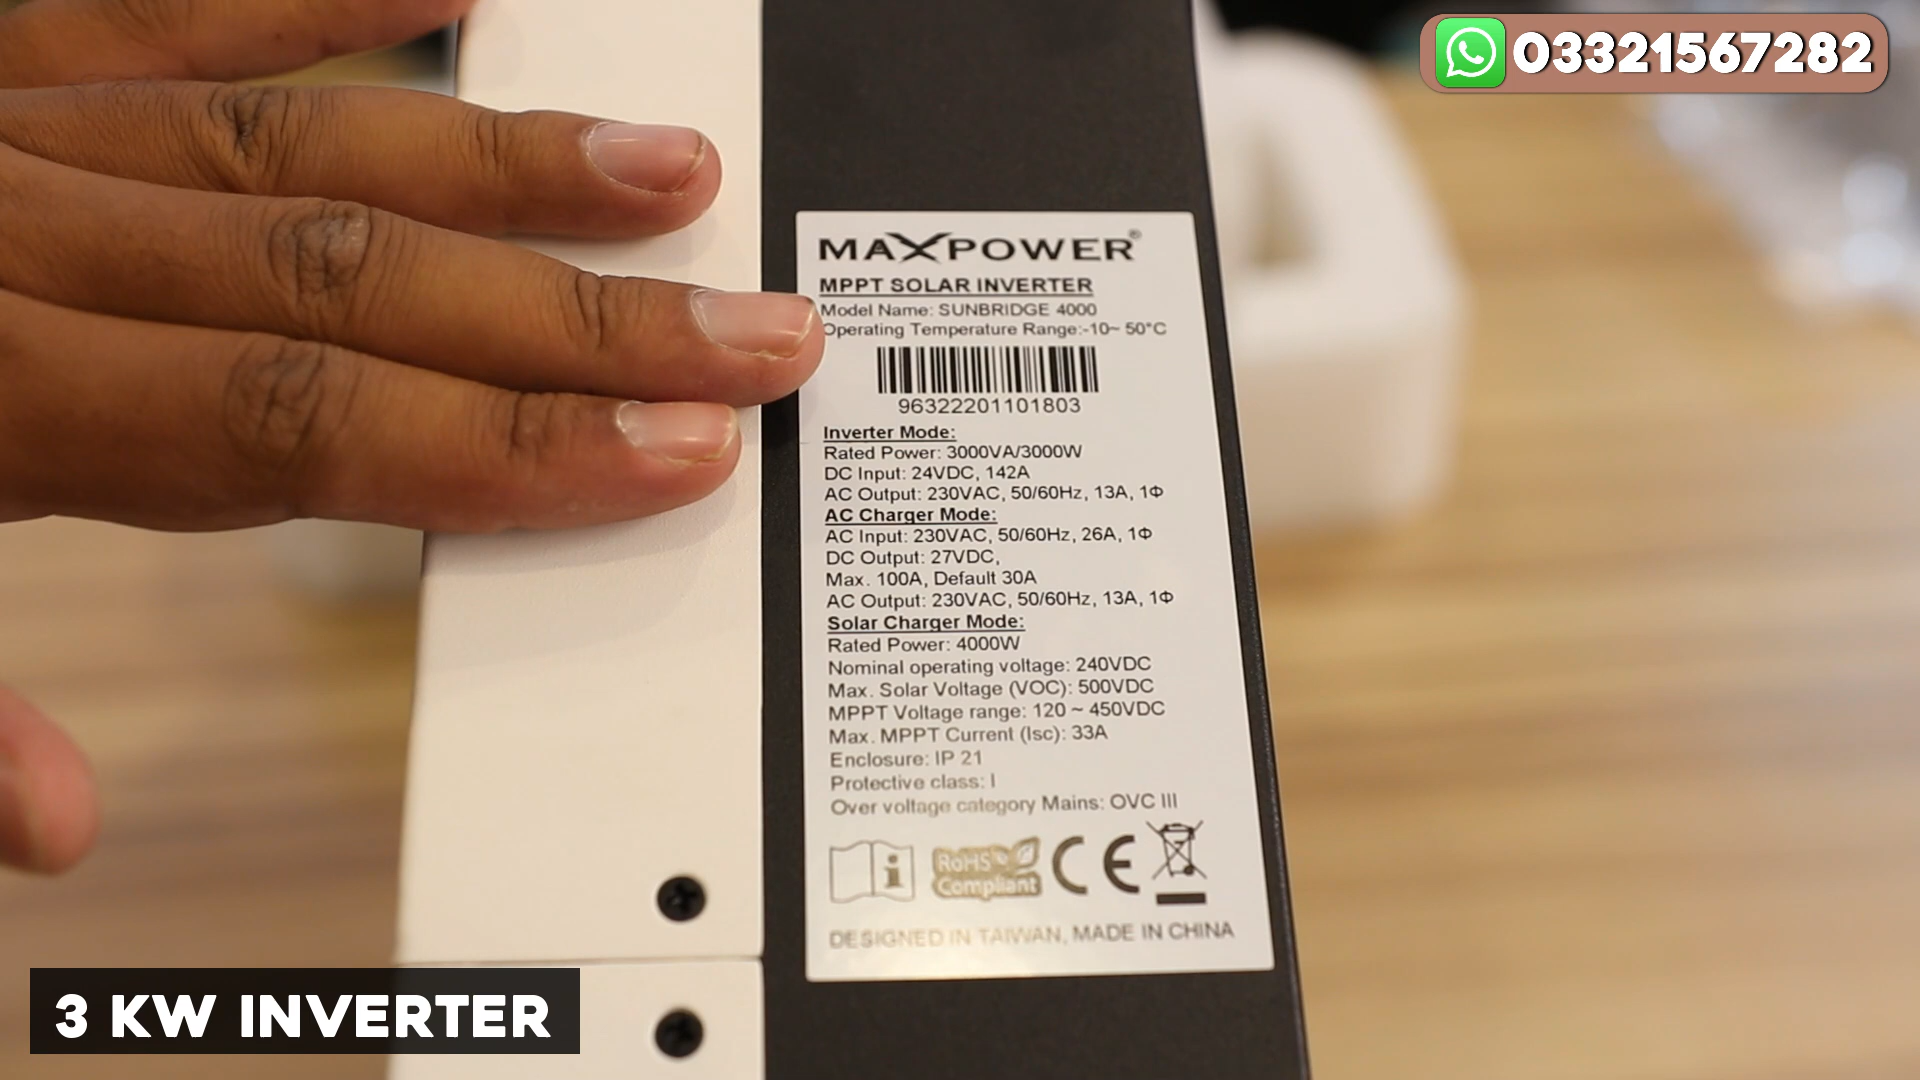 03321567282
MAXPOWER®
MPPT SOLAR INVERTER
Model Name: SUNBRIDGE 4000
Operating Temperature Range:-10~ 50°C
96322201101803
Inverter Mode:
Rated Power: 3000VA/3000W
DC Input: 24VDC, 142A
AC Output: 230VAC, 50/60Hz, 13A, 1Φ
AC Charger Mode:
AC Input: 230VAC, 50/60Hz, 26A, 1Φ
DC Output: 27VDC,
Max. 100A, Default 30A
AC Output: 230VAC, 50/60Hz, 13A, 1Φ
Solar Charger Mode:
Rated Power: 4000W
Nominal operating voltage: 240VDC
Max. Solar Voltage (VOC): 500VDC
MPPT Voltage range: 120 ~ 450VDC
Max. MPPT Current (Isc): 33A
Enclosure: IP 21
Protective class: I
Over voltage category Mains: OVC III
RoHS
Compliant
CE
DESIGNED IN TAIWAN, MADE IN CHINA
3 KW INVERTER